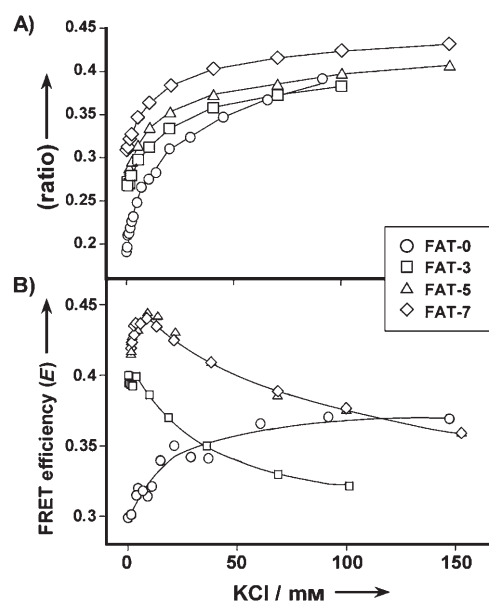 A)
0.45
0.4
0.35
0.3
0.25
0.2
(ratio)
B)
0.45
0.4
0.35
0.3
FRET efficiency (E)
FAT-0
FAT-3
FAT-5
FAT-7
0 50 100 150
KCl / mM